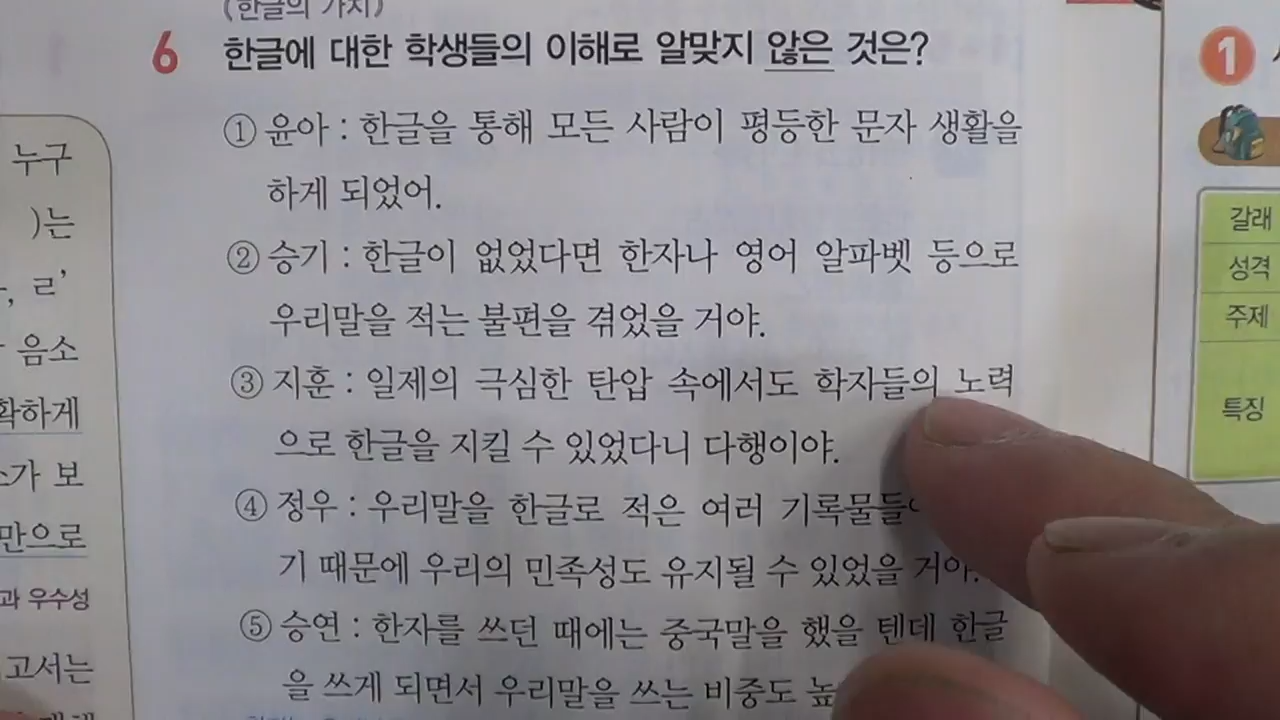 (한글의 가치)
6 한글에 대한 학생들의 이해로 알맞지 않은 것은?
① 윤아 : 한글을 통해 모든 사람이 평등한 문자 생활을
하게 되었어.
② 승기 : 한글이 없었다면 한자나 영어 알파벳 등으로
우리말을 적는 불편을 겪었을 거야.
③ 지훈 : 일제의 극심한 탄압 속에서도 학자들의 노력
으로 한글을 지킬 수 있었다니 다행이야.
④ 정우 : 우리말을 한글로 적은 여러 기록물들
기 때문에 우리의 민족성도 유지될 수 있었을 거야.
⑤ 승연 : 한자를 쓰던 때에는 중국말을 했을 텐데 한글
을 쓰게 되면서 우리말을 쓰는 비중도 높
누구
)는
, ㄹ’
음소
확하게
가 보
만으로
과 우수성
고서는
1
갈래
성격
주제
특징